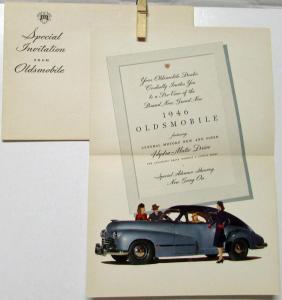 Special
Invitation
FROM
Oldsmobile
Your Oldsmobile Dealer
Cordially Invites You
to a Pre-View of the
Brand New, Grand New
1946
OLDSMOBILE
featuring
GENERAL MOTORS' NEW AND FINER
Hydra-Matic Drive
Special Advance Showing
Now Going On